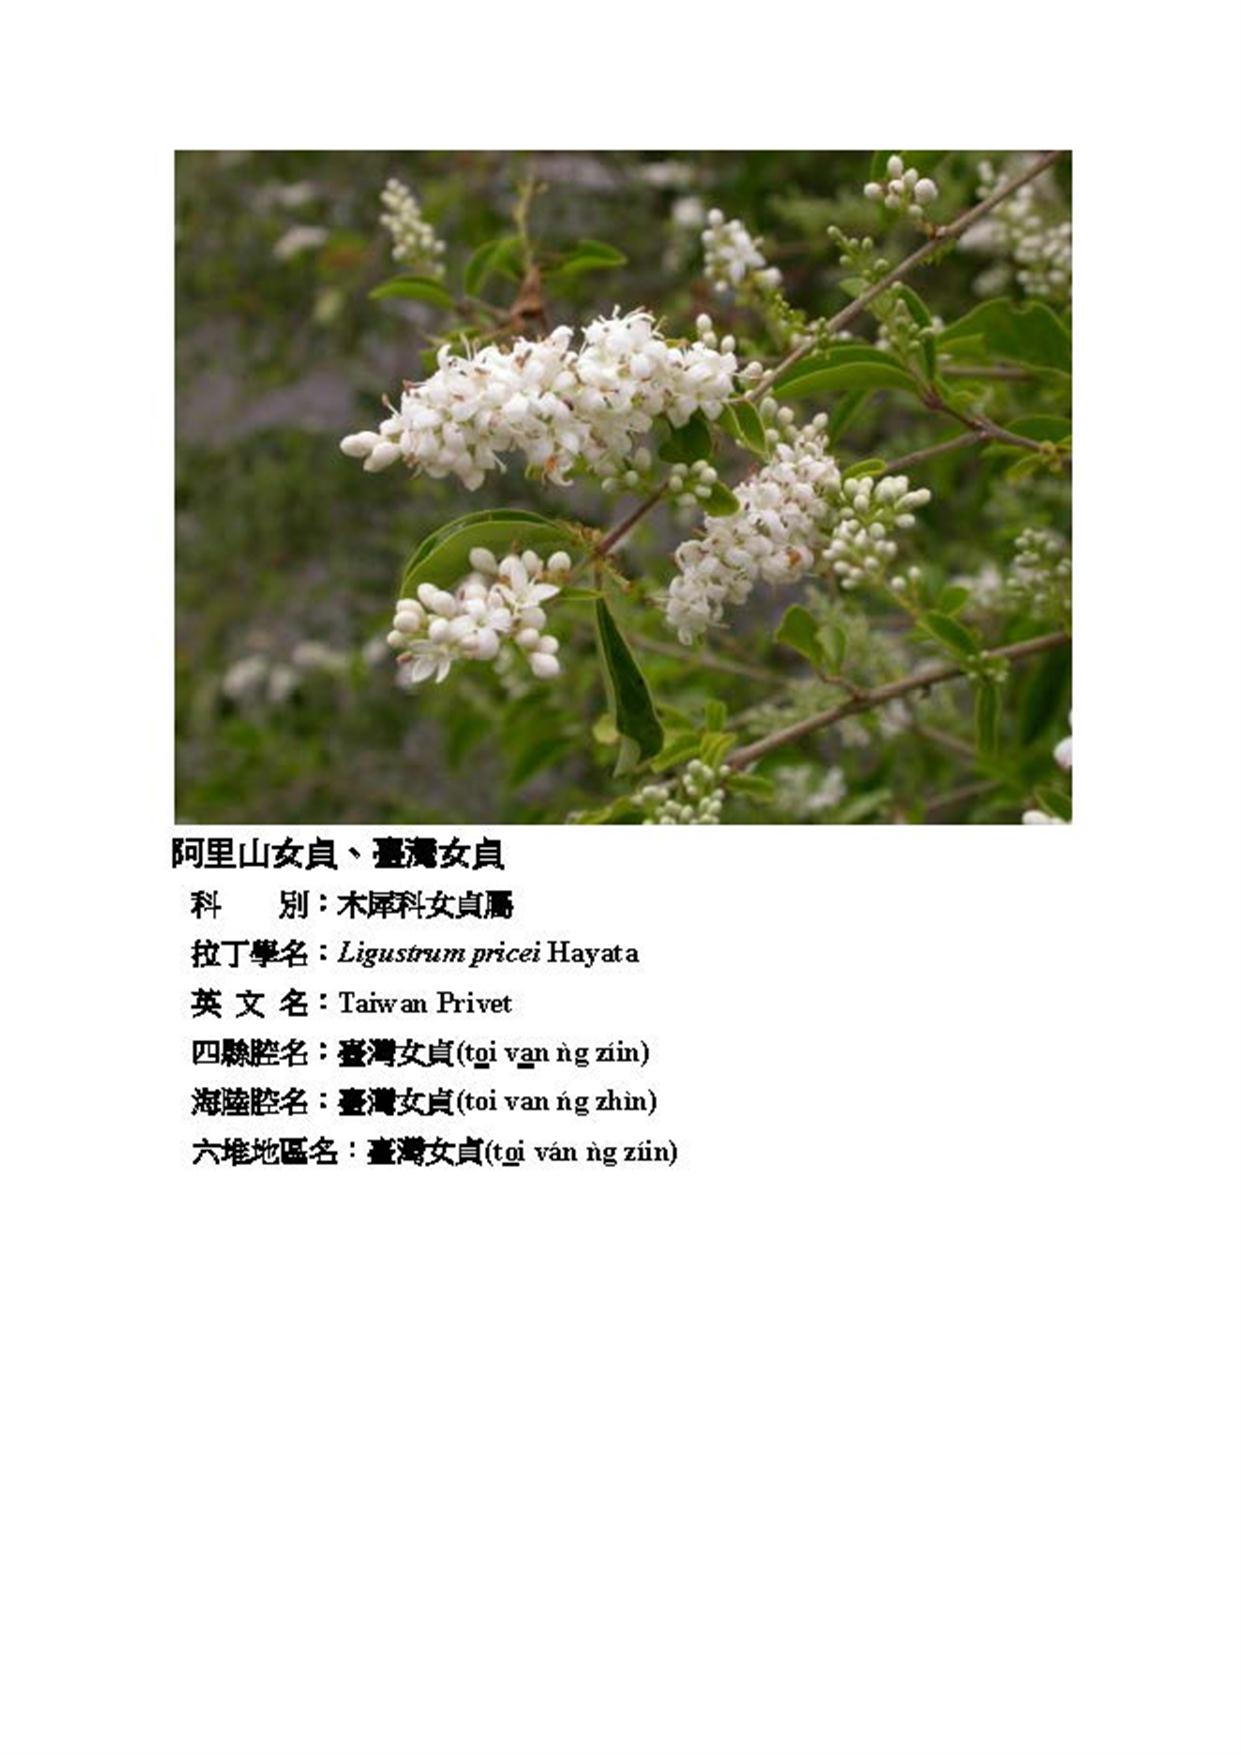 阿里山女貞、臺灣女貞
科　　別：木犀科女貞屬
拉丁學名：Ligustrum pricei Hayata
英 文 名：Taiwan Privet
四縣腔名：臺灣女貞(to̲i va̲n ǹg zíin)
海陸腔名：臺灣女貞(toi van ńg zhìn)
六堆地區名：臺灣女貞(to̲i ván ǹg zíin)